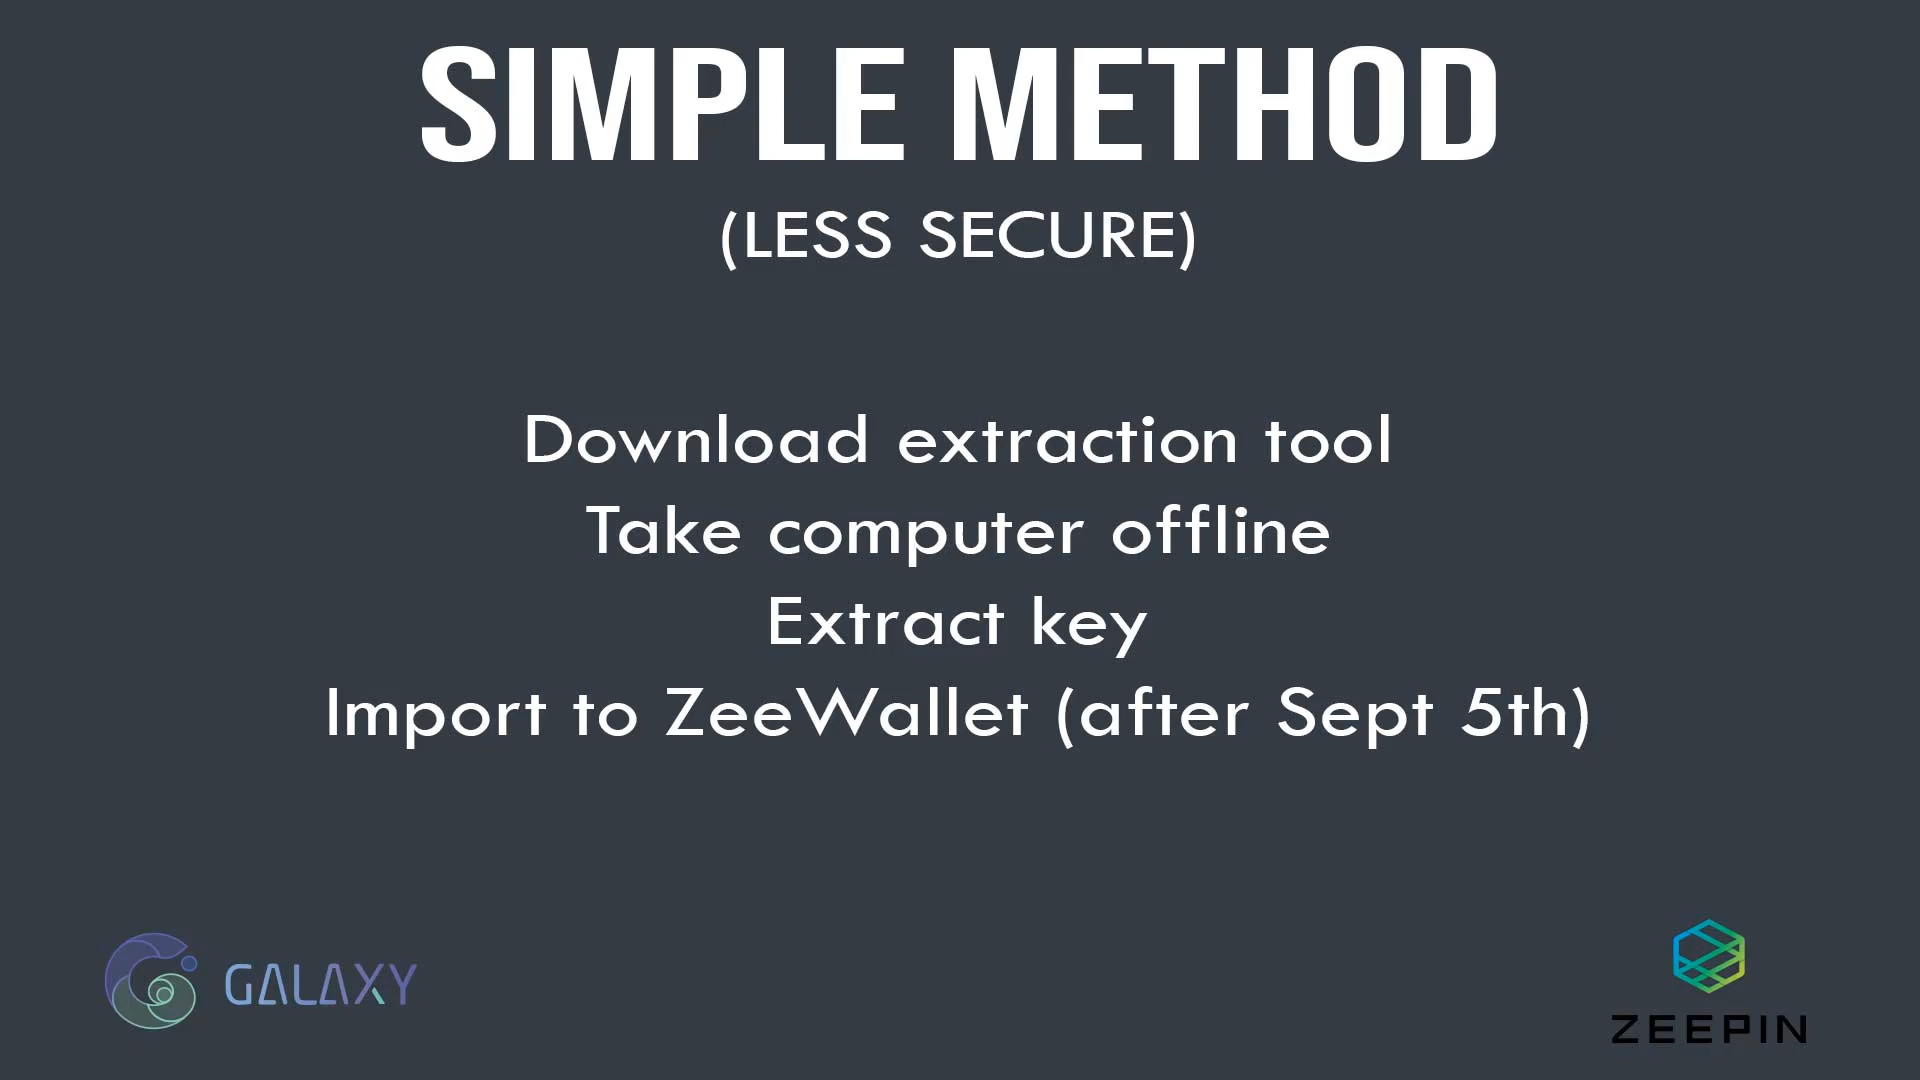 SIMPLE METHOD
(LESS SECURE)
Download extraction tool
Take computer offline
Extract key
Import to ZeeWallet (after Sept 5th)
GALAXY
ZEEPIN